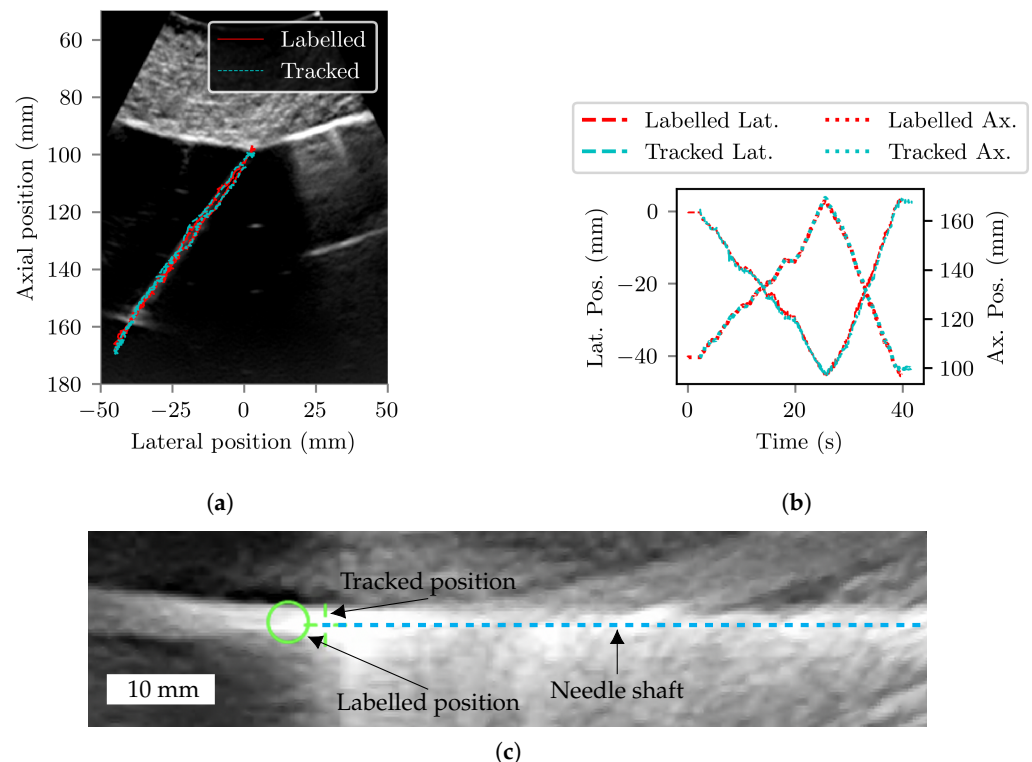 60
80
100
120
140
160
180
Axial position (mm)
Labelled
Tracked
−50 −25 0 25 50
Lateral position (mm)
(a)
Labelled Lat. Labelled Ax.
Tracked Lat. Tracked Ax.
Lat. Pos. (mm)
0
−20
−40
160
140
120
100
Ax. Pos. (mm)
0 20 40
Time (s)
(b)
Tracked position
10 mm
Labelled position
Needle shaft
(c)